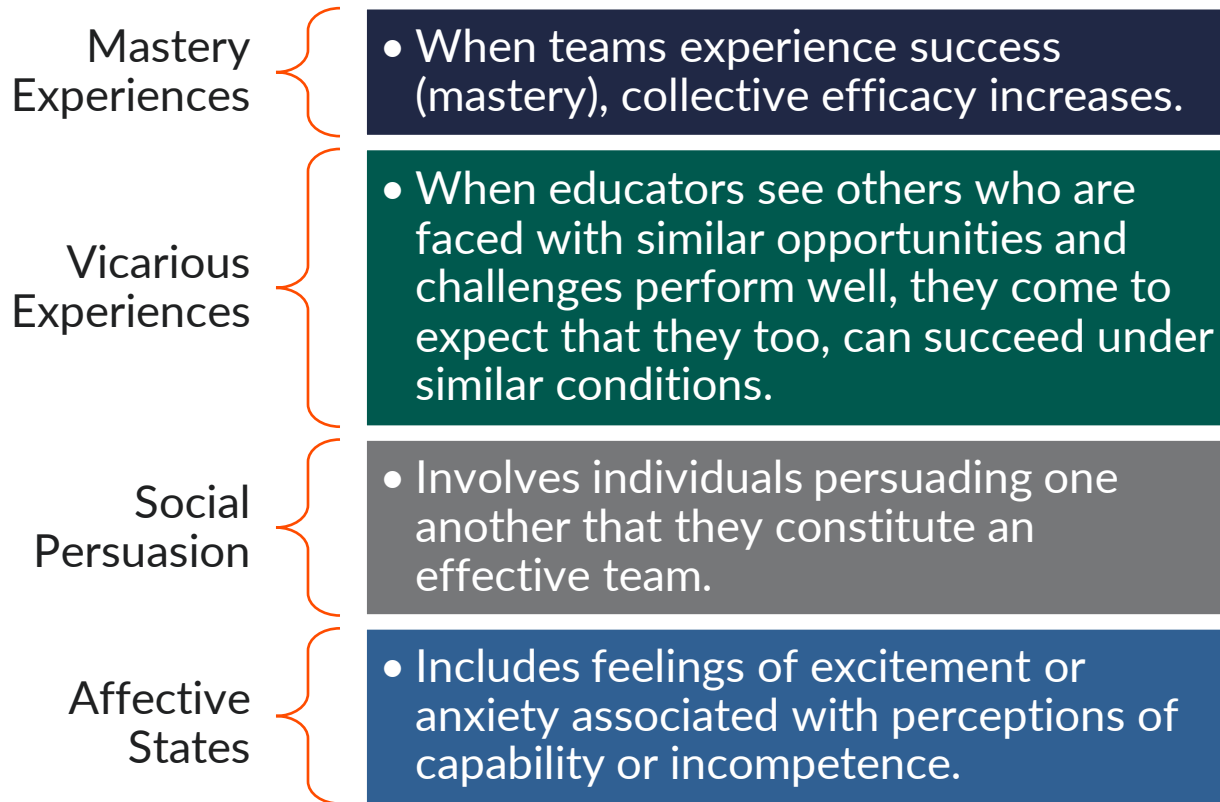 Mastery
Experiences
• When teams experience success
(mastery), collective efficacy increases.
Vicarious
Experiences
• When educators see others who are
faced with similar opportunities and
challenges perform well, they come to
expect that they too, can succeed under
similar conditions.
Social
Persuasion
• Involves individuals persuading one
another that they constitute an
effective team.
Affective
States
• Includes feelings of excitement or
anxiety associated with perceptions of
capability or incompetence.